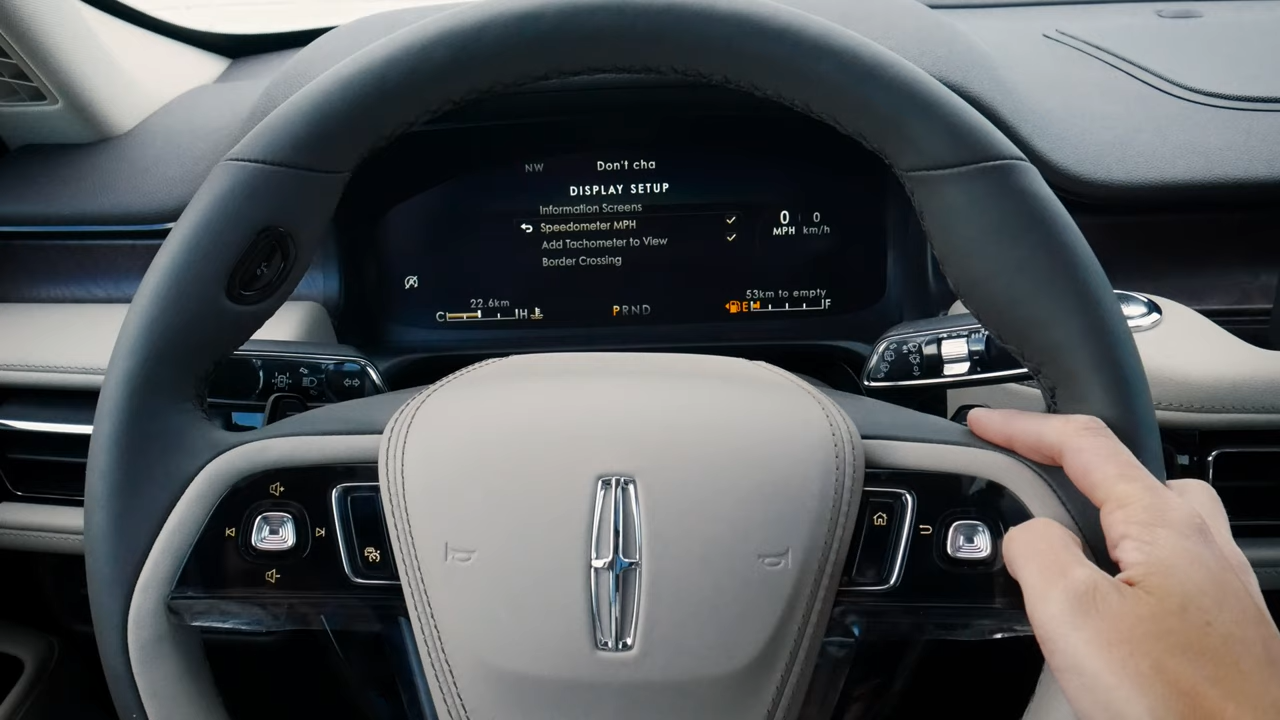 NW
Don't cha
DISPLAY SETUP
Information Screens
Speedometer MPH
Add Tachometer to View
Border Crossing
0 0
MPH km/h
22.6km
C H
53km to empty
E F
PRND